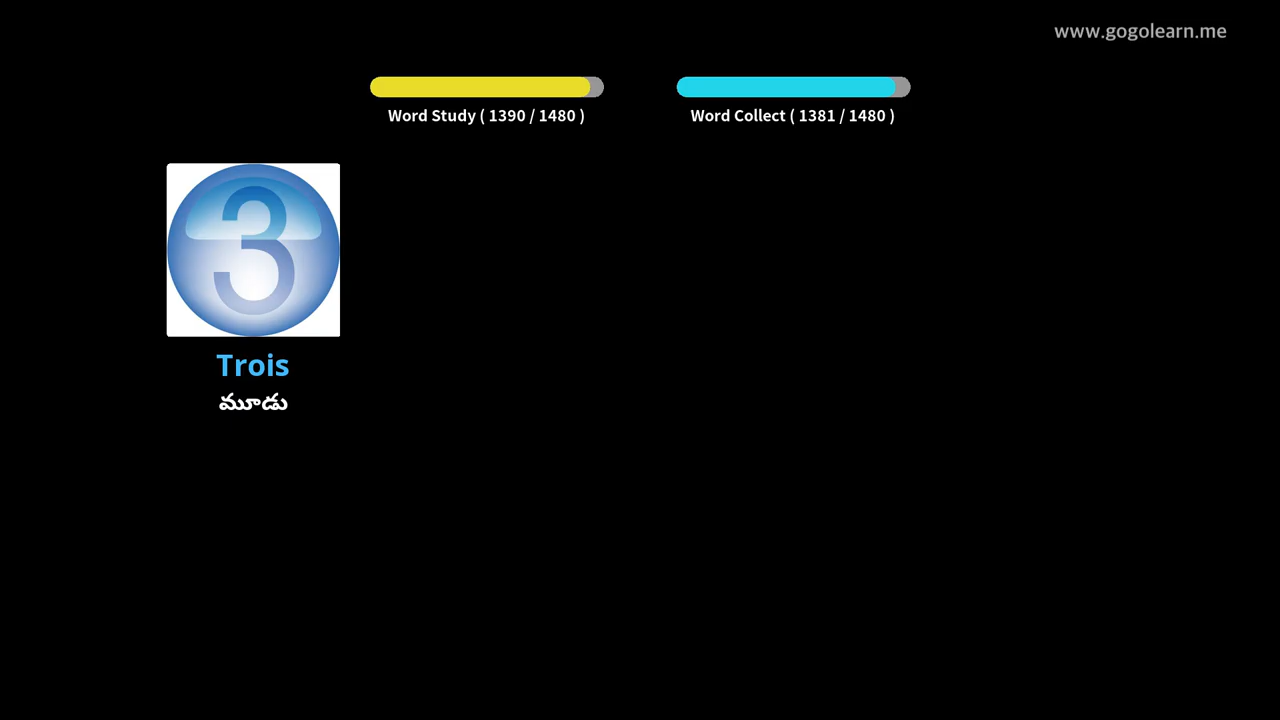 www.gogolearn.me
Word Study ( 1390 / 1480 )
Word Collect ( 1381 / 1480 )
3
Trois
మూడు